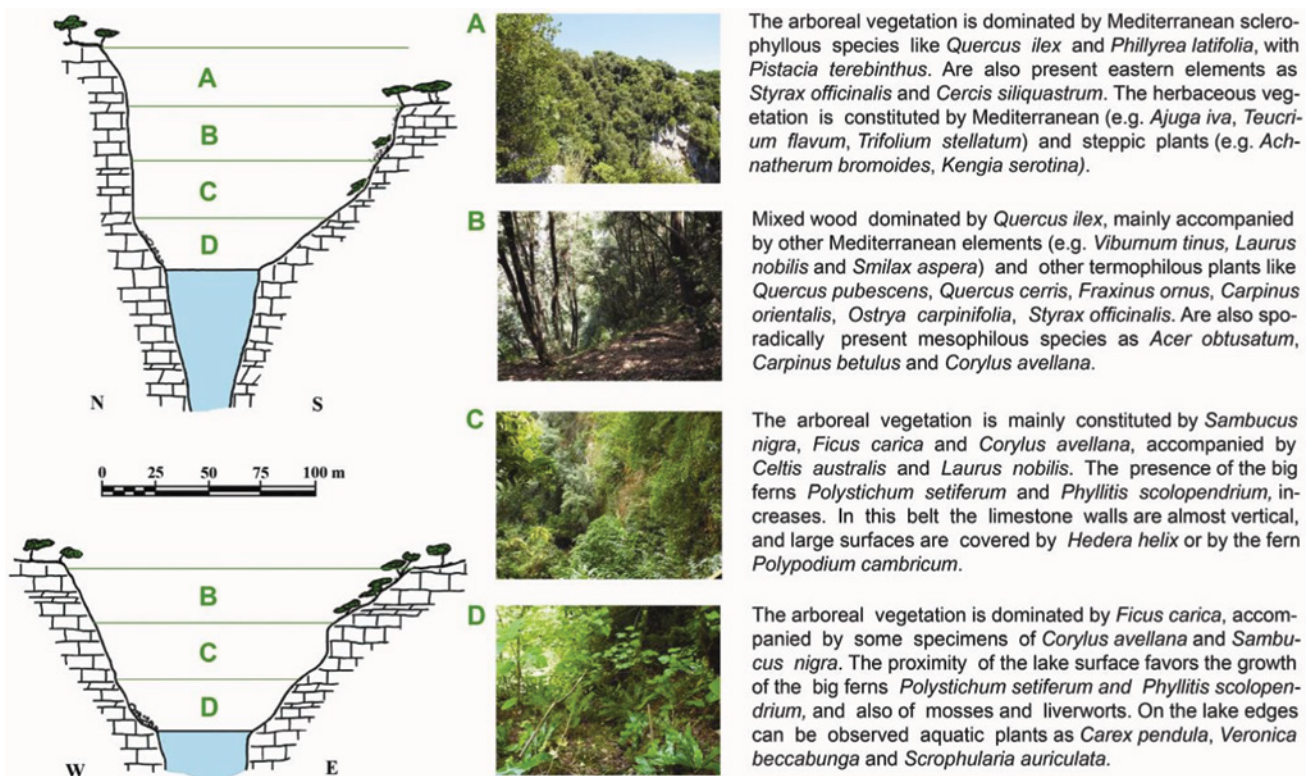 A
B
C
D
N
S
0 25 50 75 100 m
B
C
D
W
E
A
The arboreal vegetation is dominated by Mediterranean sclero-
phyllous species like Quercus ilex and Phillyrea latifolia, with
Pistacia terebinthus. Are also present eastern elements as
Styrax officinalis and Cercis siliquastrum. The herbaceous veg-
etation is constituted by Mediterranean (e.g. Ajuga iva, Teucri-
um flavum, Trifolium stellatum) and steppic plants (e.g. Ach-
natherum bromoides, Kengia serotina).
B
Mixed wood dominated by Quercus ilex, mainly accompanied
by other Mediterranean elements (e.g. Viburnum tinus, Laurus
nobilis and Smilax aspera) and other termophilous plants like
Quercus pubescens, Quercus cerris, Fraxinus ornus, Carpinus
orientalis, Ostrya carpinifolia, Styrax officinalis. Are also spo-
radically present mesophilous species as Acer obtusatum,
Carpinus betulus and Corylus avellana.
C
The arboreal vegetation is mainly constituted by Sambucus
nigra, Ficus carica and Corylus avellana, accompanied by
Celtis australis and Laurus nobilis. The presence of the big
ferns Polystichum setiferum and Phyllitis scolopendrium, in-
creases. In this belt the limestone walls are almost vertical,
and large surfaces are covered by Hedera helix or by the fern
Polypodium cambricum.
D
The arboreal vegetation is dominated by Ficus carica, accom-
panied by some specimens of Corylus avellana and Sambu-
cus nigra. The proximity of the lake surface favors the growth
of the big ferns Polystichum setiferum and Phyllitis scolopen-
drium, and also of mosses and liverworts. On the lake edges
can be observed aquatic plants as Carex pendula, Veronica
beccabunga and Scrophularia auriculata.